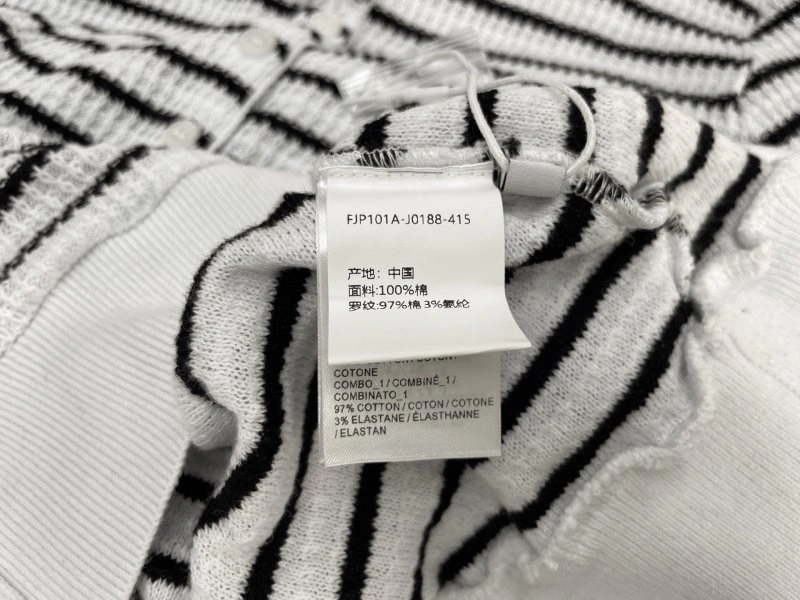 FJP101A-J0188-415
产地：中国
面料:100%棉
罗纹:97%棉 3%氨纶
COTONE
COMBO_1 / COMBINÉ_1 /
COMBINATO_1
97% COTTON / COTON / COTONE
3% ELASTANE / ÉLASTHANNE
/ ELASTAN